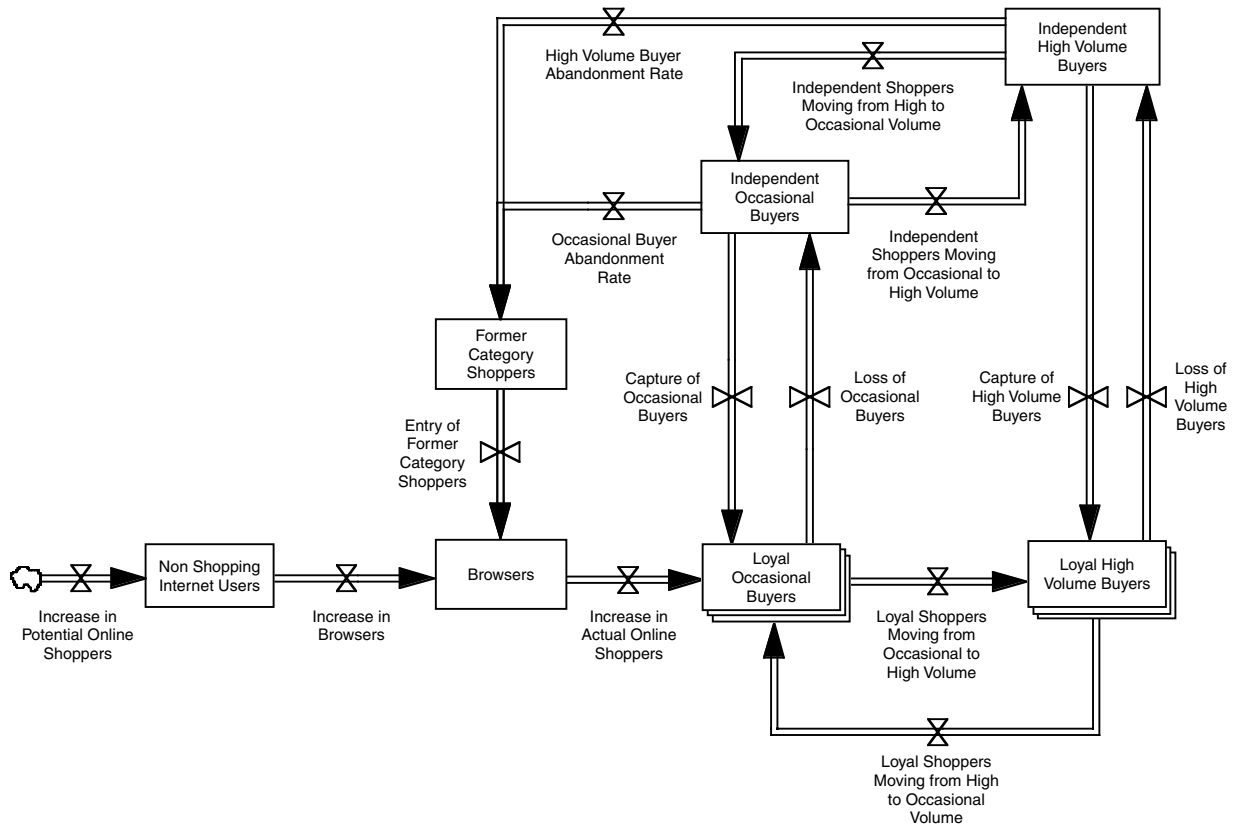 Independent
High Volume
Buyers
High Volume Buyer
Abandonment Rate
Independent Shoppers
Moving from High to
Occasional Volume
Independent
Occasional
Buyers
Occasional Buyer
Abandonment
Rate
Independent
Shoppers Moving
from Occasional to
High Volume
Former
Category
Shoppers
Capture of
Occasional
Buyers
Loss of
Occasional
Buyers
Capture of
High Volume
Buyers
Loss of
High
Volume
Buyers
Entry of
Former
Category
Shoppers
Non Shopping
Internet Users
Browsers
Loyal
Occasional
Buyers
Loyal High
Volume Buyers
Increase in
Potential Online
Shoppers
Increase in
Browsers
Increase in
Actual Online
Shoppers
Loyal Shoppers
Moving from
Occasional to
High Volume
Loyal Shoppers
Moving from High
to Occasional
Volume